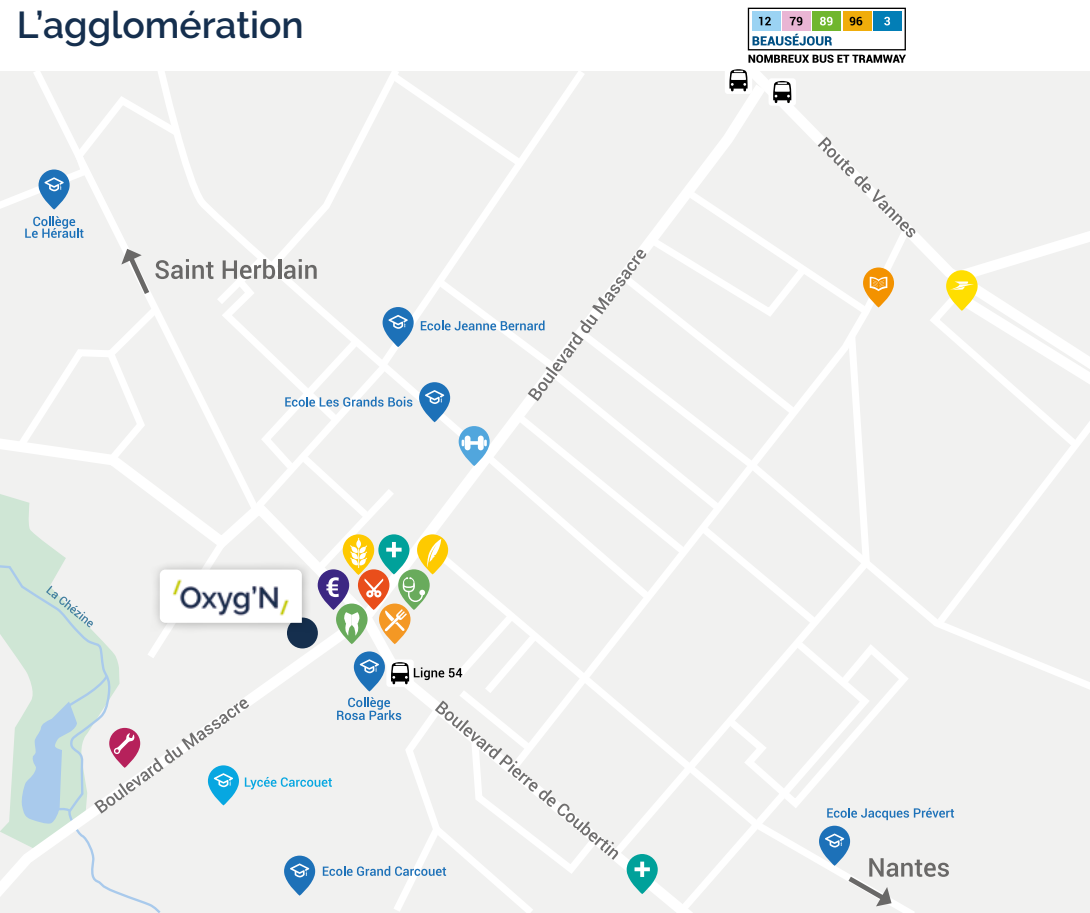 L'agglomération
12 79 89 96 3
BEAUSÉJOUR
NOMBREUX BUS ET TRAMWAY
Route de Vannes
Collège
Le Hérault
Saint Herblain
Boulevard du Massacre
Ecole Jeanne Bernard
Ecole Les Grands Bois
€
'Oxyg'N,
La Chézine
Ligne 54
Collège
Rosa Parks
Boulevard du Massacre
Boulevard Pierre de Coubertin
Lycée Carcouet
Ecole Jacques Prévert
Ecole Grand Carcouet
Nantes